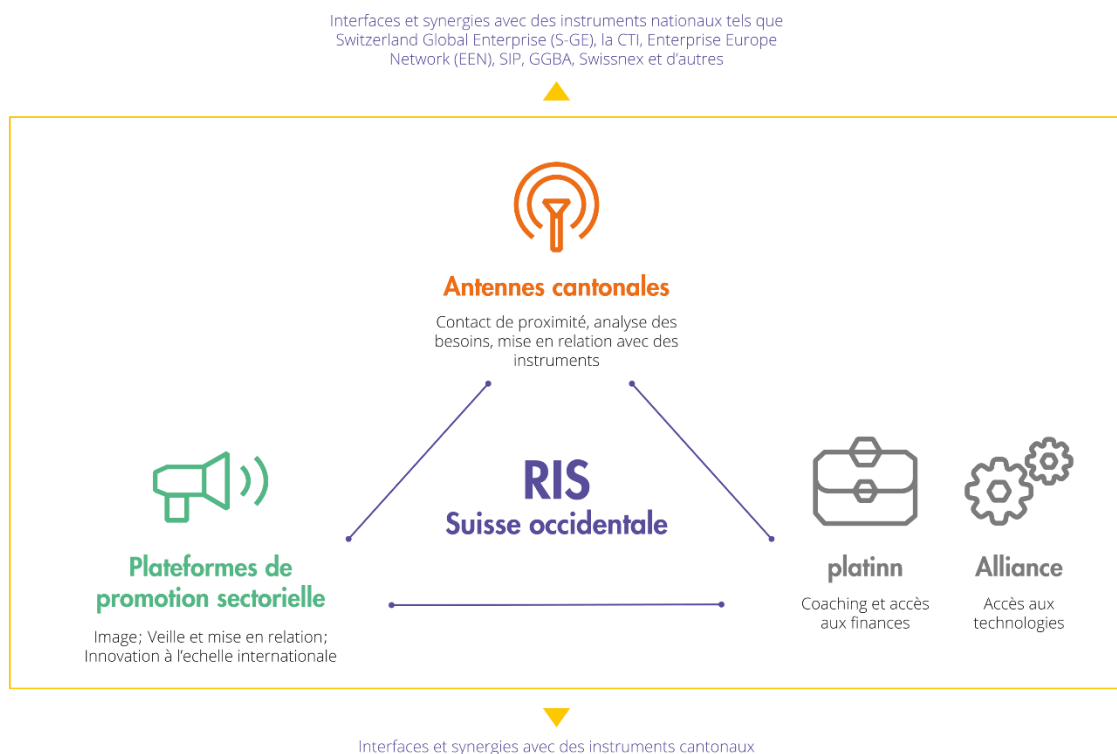 Interfaces et synergies avec des instruments nationaux tels que
Switzerland Global Enterprise (S-GE), la CTI, Enterprise Europe
Network (EEN), SIP, GGBA, Swissnex et d'autres
Antennes cantonales
Contact de proximité, analyse des
besoins, mise en relation avec des
instruments
RIS
Suisse occidentale
Plateformes de
promotion sectorielle
Image; Veille et mise en relation;
Innovation à l'echelle internationale
platinn
Coaching et accès
aux finances
Alliance
Accès aux
technologies
Interfaces et synergies avec des instruments cantonaux